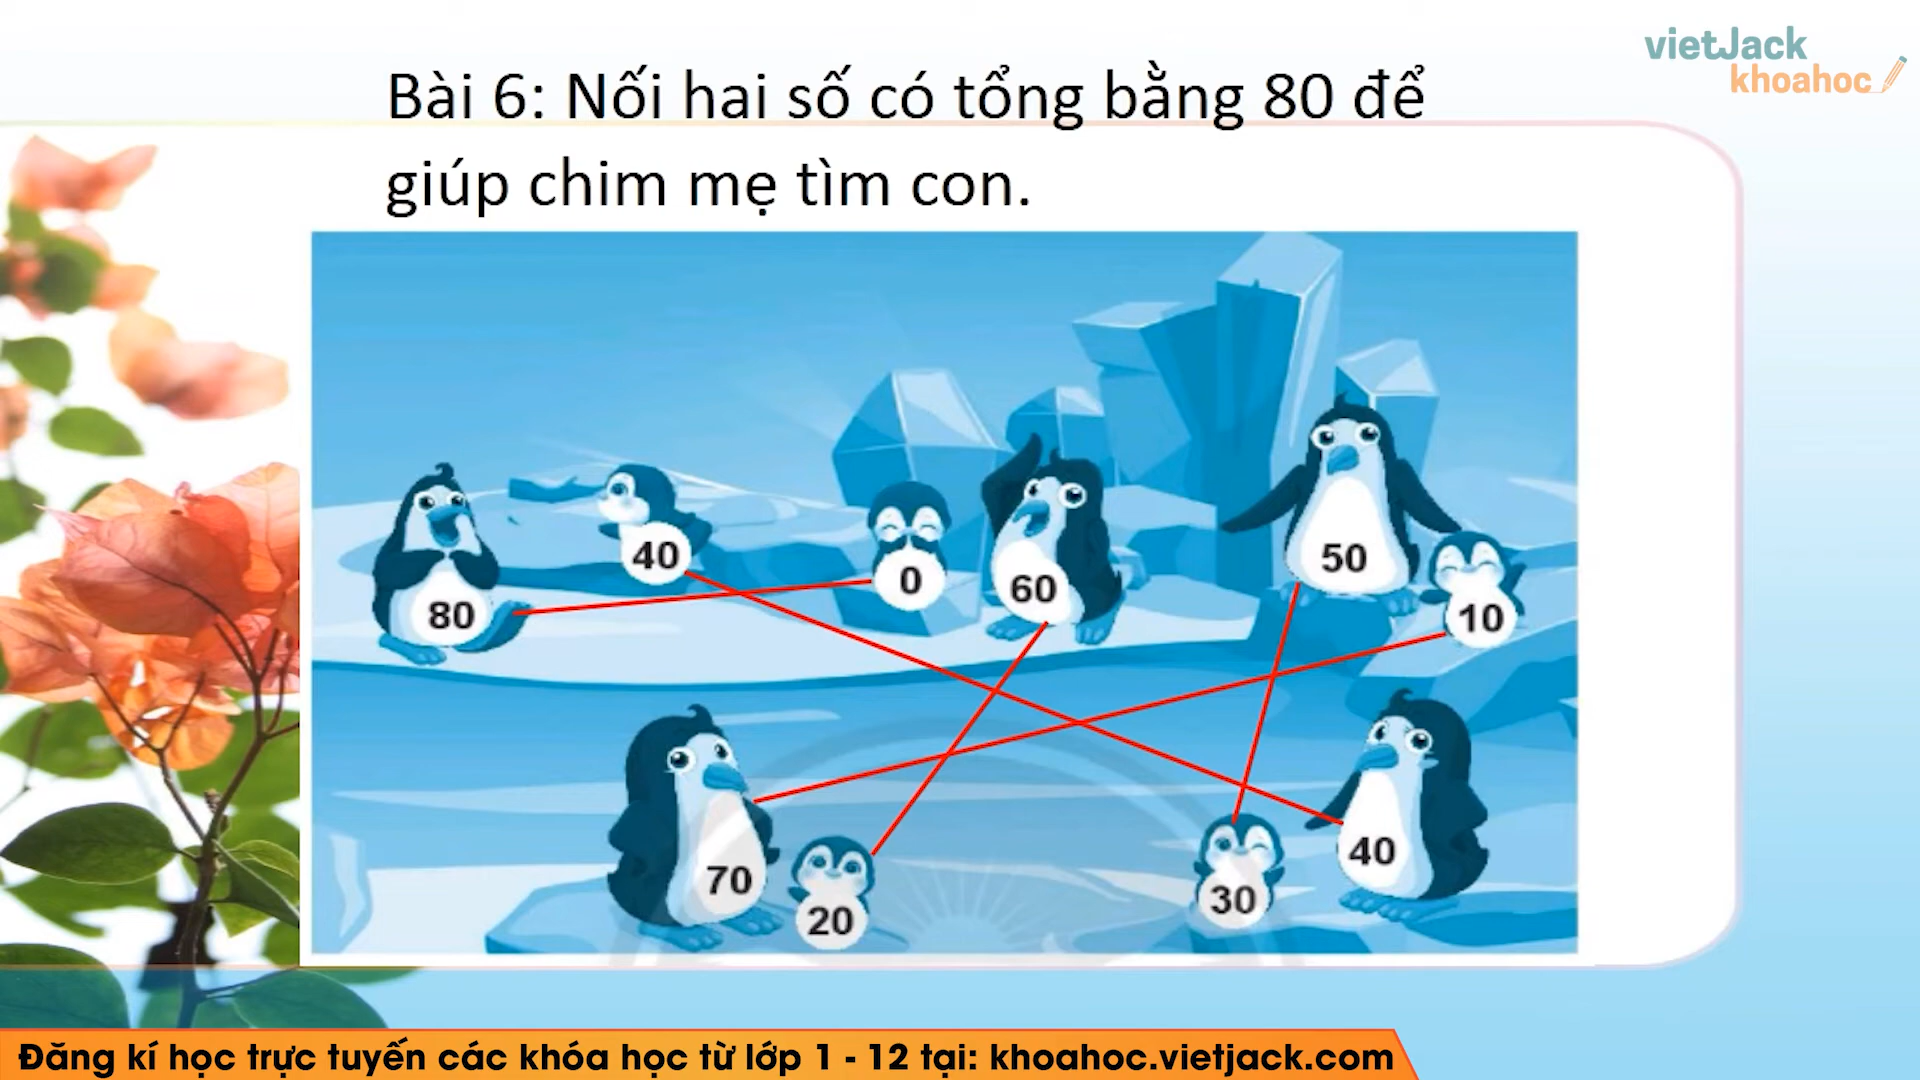 vietJack
khoahoc
Bài 6: Nối hai số có tổng bằng 80 để
giúp chim mẹ tìm con.
80
40
0
60
50
10
70
20
30
40
Đăng kí học trực tuyến các khóa học từ lớp 1 - 12 tại: khoahoc.vietjack.com